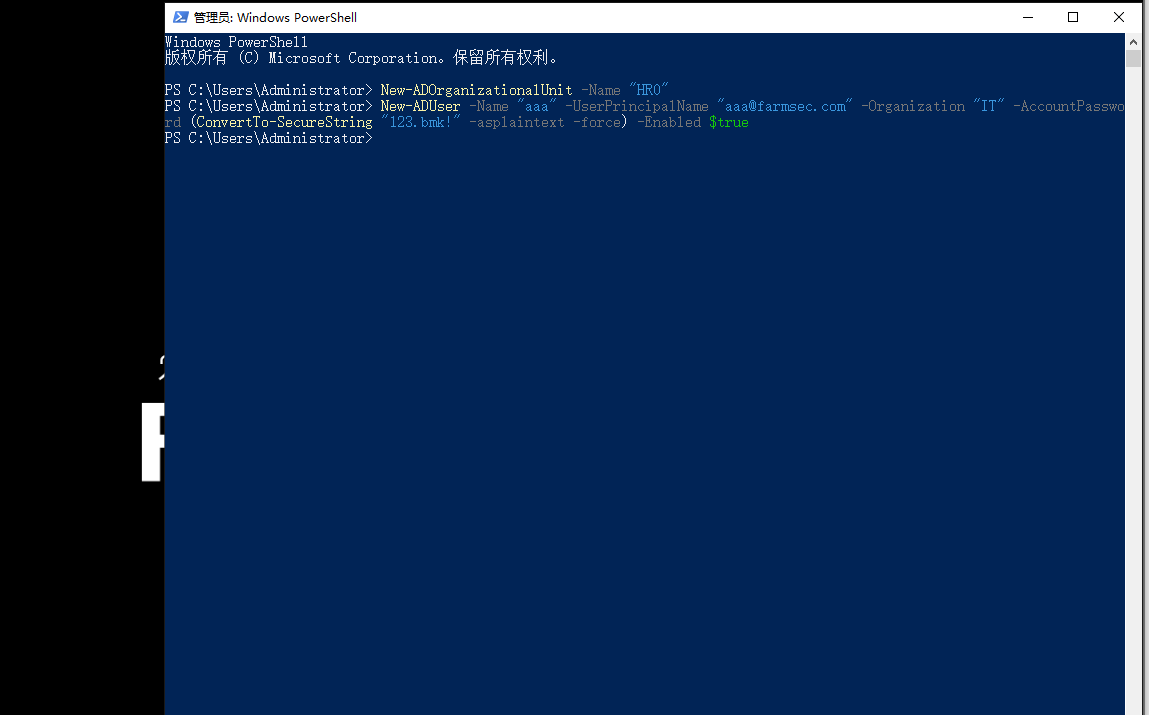 管理员: Windows PowerShell
Windows PowerShell
版权所有 (C) Microsoft Corporation。保留所有权利。
PS C:\Users\Administrator> New-ADOrganizationalUnit -Name "HRO"
PS C:\Users\Administrator> New-ADUser -Name "aaa" -UserPrincipalName "aaa@farmsec.com" -Organization "IT" -AccountPasswo
rd (ConvertTo-SecureString "123.bmk!" -asplaintext -force) -Enabled $true
PS C:\Users\Administrator>